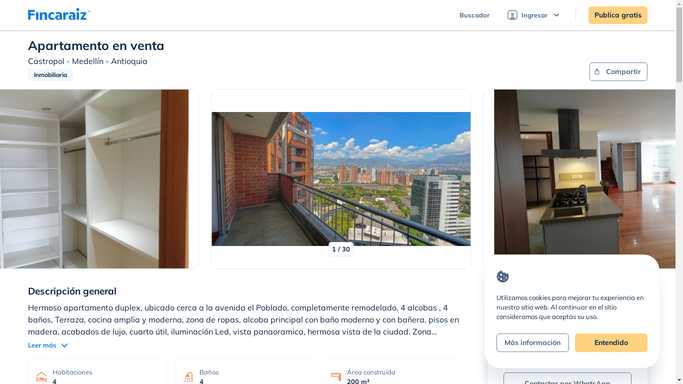 Fincaraiz
Buscador
Ingresar
Publica gratis
Apartamento en venta
Castropol - Medellín - Antioquia
Inmobiliaria
Compartir
1 / 30
Descripción general
Hermoso apartamento duplex, ubicado cerca a la avenida el Poblado, completamente remodelado, 4 alcobas , 4
baños, Terraza, cocina amplia y moderna, zona de ropas, alcoba principal con baño moderno y con bañera, pisos en
madera, acabados de lujo, cuarto útil, iluminación Led, vista panoramica, hermosa vista de la ciudad. Zona...
Leer más
Habitaciones
4
Baños
4
Área construida
200 m²
Utilizamos cookies para mejorar tu experiencia en
nuestro sitio web. Al continuar en el sitio
consideramos que aceptas su uso.
Más información
Entendido
Contactar por WhatsApp